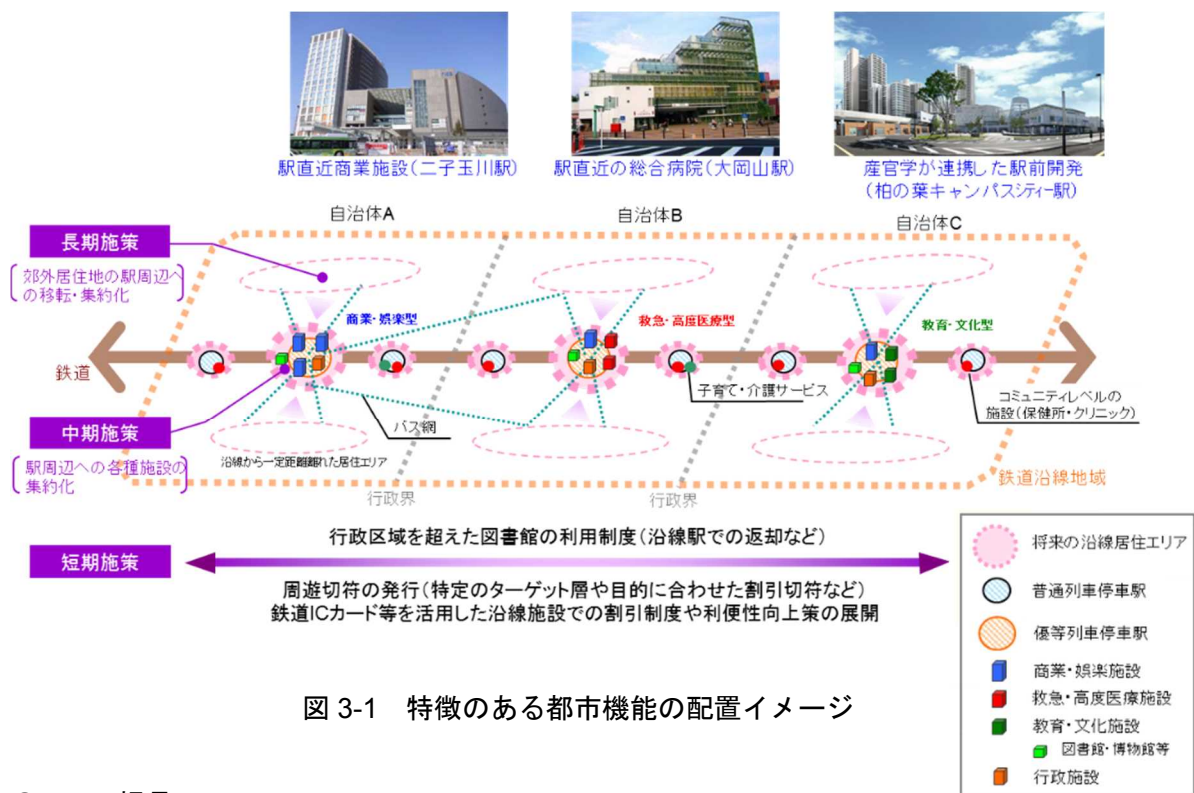 駅直近商業施設(二子玉川駅)
駅直近の総合病院(大岡山駅)
産官学が連携した駅前開発
(柏の葉キャンパスシティー駅)
自治体A
自治体B
自治体C
長期施策
郊外居住地の駅周辺へ
の移転・集約化
商業・娯楽型
救急・高度医療型
教育・文化型
鉄道
子育て・介護サービス
コミュニティレベルの
施設(保健所・クリニック)
バス網
中期施策
駅周辺への各種施設の
集約化
沿線から一定距離離れた居住エリア
鉄道沿線地域
行政界
行政界
行政区域を超えた図書館の利用制度(沿線駅での返却など)
短期施策
周遊切符の発行(特定のターゲット層や目的に合わせた割引切符など)
鉄道ICカード等を活用した沿線施設での割引制度や利便性向上策の展開
将来の沿線居住エリア
普通列車停車駅
優等列車停車駅
商業・娯楽施設
救急・高度医療施設
教育・文化施設
図書館・博物館等
行政施設
図 3-1 特徴のある都市機能の配置イメージ